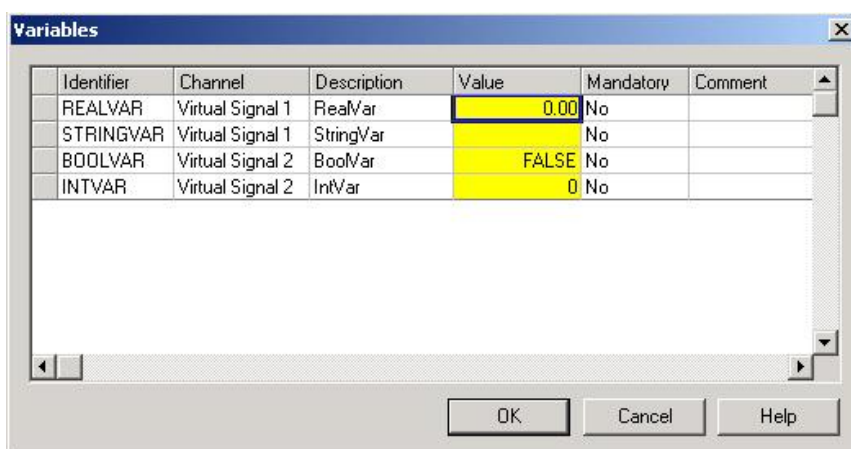 Variables
Identifier Channel Description Value Mandatory Comment
REALVAR Virtual Signal 1 RealVar 0.00 No
STRINGVAR Virtual Signal 1 StringVar No
BOOLVAR Virtual Signal 2 BoolVar FALSE No
INTVAR Virtual Signal 2 IntVar 0 No
OK Cancel Help